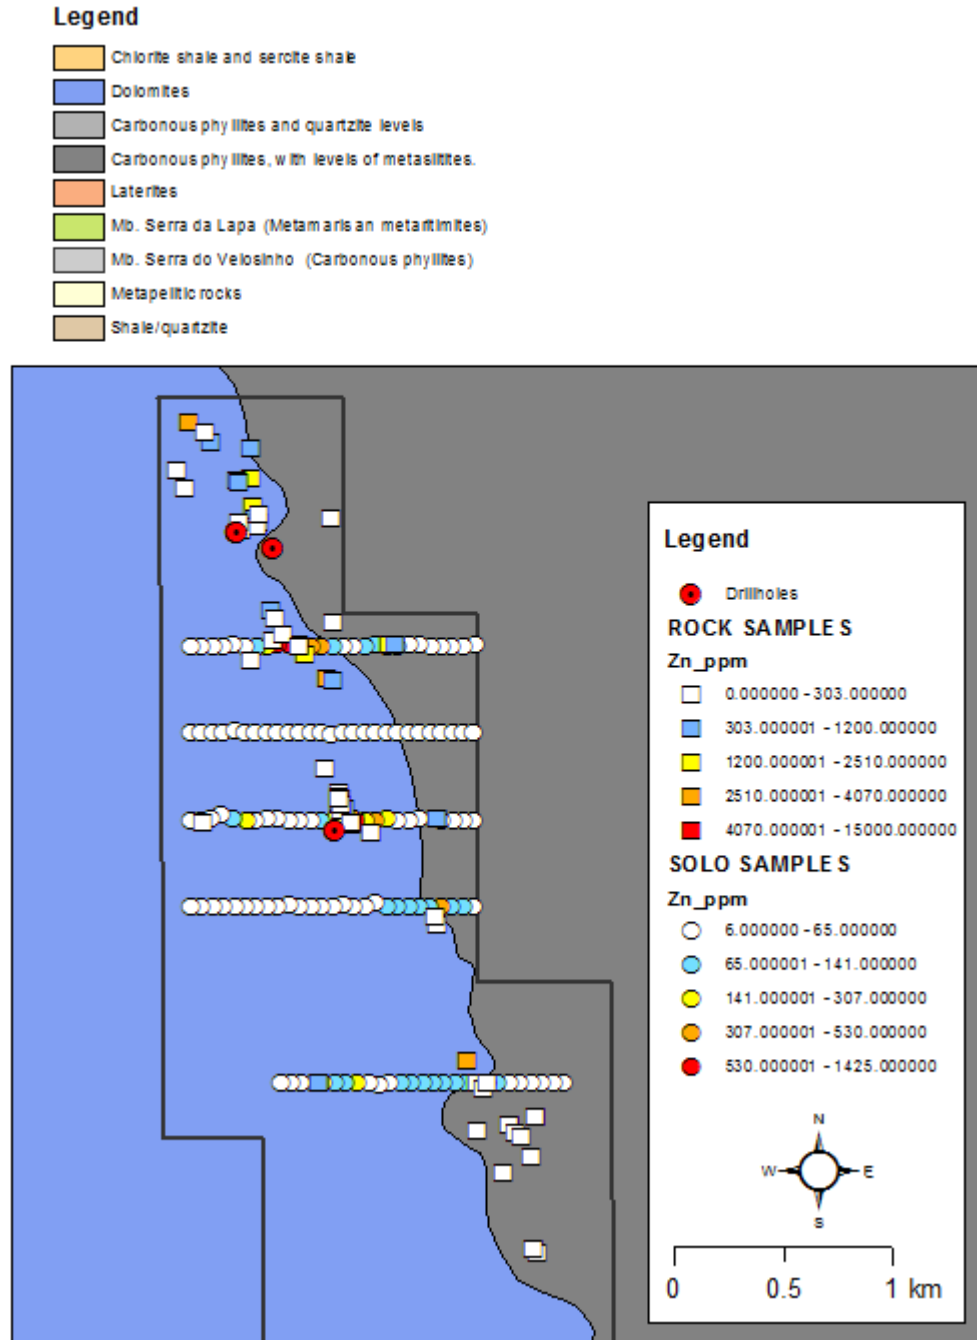 Legend
Chlorite shale and sercite shale
Dolomites
Carbonous phyllites and quartzite levels
Carbonous phyllites, with levels of metasiltites.
Laterites
Mb. Serra da Lapa (Metamarisan metaritimites)
Mb. Serra do Velosinho (Carbonous phyllites)
Metapelitic rocks
Shale/quartzite
Legend
Drillholes
ROCK SAMPLES
Zn_ppm
0.000000 - 303.000000
303.000001 - 1200.000000
1200.000001 - 2510.000000
2510.000001 - 4070.000000
4070.000001 - 15000.000000
SOLO SAMPLES
Zn_ppm
6.000000 - 65.000000
65.000001 - 141.000000
141.000001 - 307.000000
307.000001 - 530.000000
530.000001 - 1425.000000
N
W E
S
0 0.5 1 km